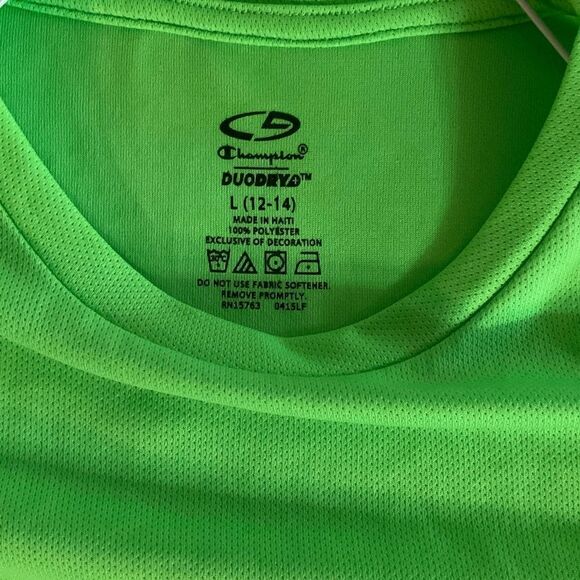 Champion®
DUODRY+™
L (12-14)
MADE IN HAITI
100% POLYESTER
EXCLUSIVE OF DECORATION
DO NOT USE FABRIC SOFTENER.
REMOVE PROMPTLY.
RN15763 0415LF